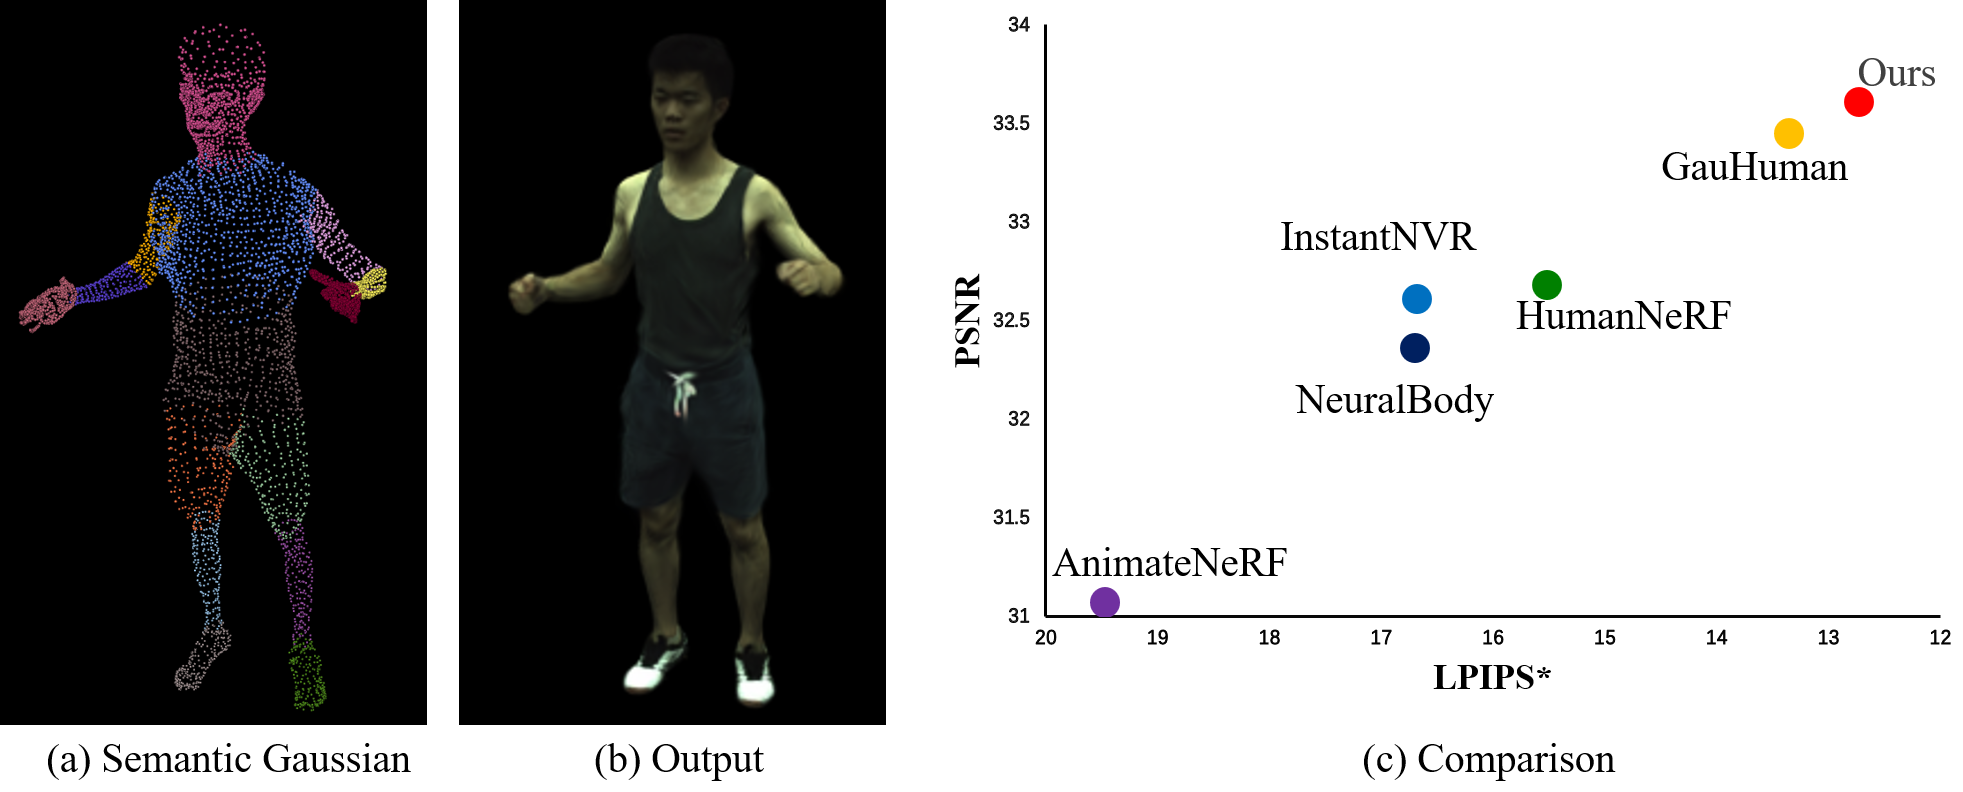 34
33.5
33
32.5
32
31.5
31
PSNR
Ours
GauHuman
InstantNVR
HumanNeRF
NeuralBody
AnimateNeRF
20 19 18 17 16 15 14 13 12
LPIPS*
(a) Semantic Gaussian
(b) Output
(c) Comparison